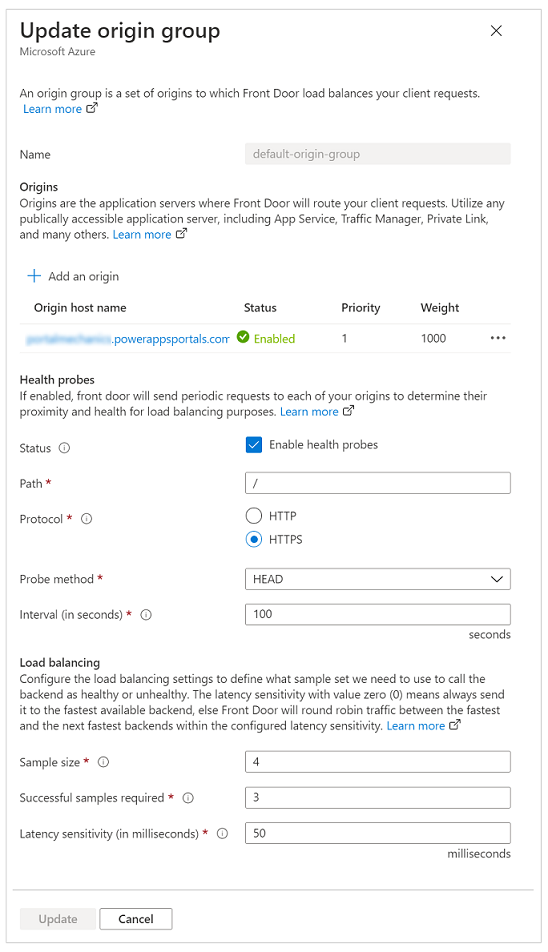 Update origin group
Microsoft Azure
An origin group is a set of origins to which Front Door load balances your client requests.
Learn more
Name
default-origin-group
Origins
Origins are the application servers where Front Door will route your client requests. Utilize any
publically accessible application server, including App Service, Traffic Manager, Private Link,
and many others. Learn more
Add an origin
Origin host name Status Priority Weight
.powerappsportals.com Enabled 1 1000 •••
Health probes
If enabled, front door will send periodic requests to each of your origins to determine their
proximity and health for load balancing purposes. Learn more
Status Enable health probes
Path * /
Protocol * HTTP
HTTPS
Probe method * HEAD
Interval (in seconds) * 100
seconds
Load balancing
Configure the load balancing settings to define what sample set we need to use to call the
backend as healthy or unhealthy. The latency sensitivity with value zero (0) means always send
it to the fastest available backend, else Front Door will round robin traffic between the fastest
and the next fastest backends within the configured latency sensitivity. Learn more
Sample size * 4
Successful samples required * 3
Latency sensitivity (in milliseconds) * 50
milliseconds
Update Cancel